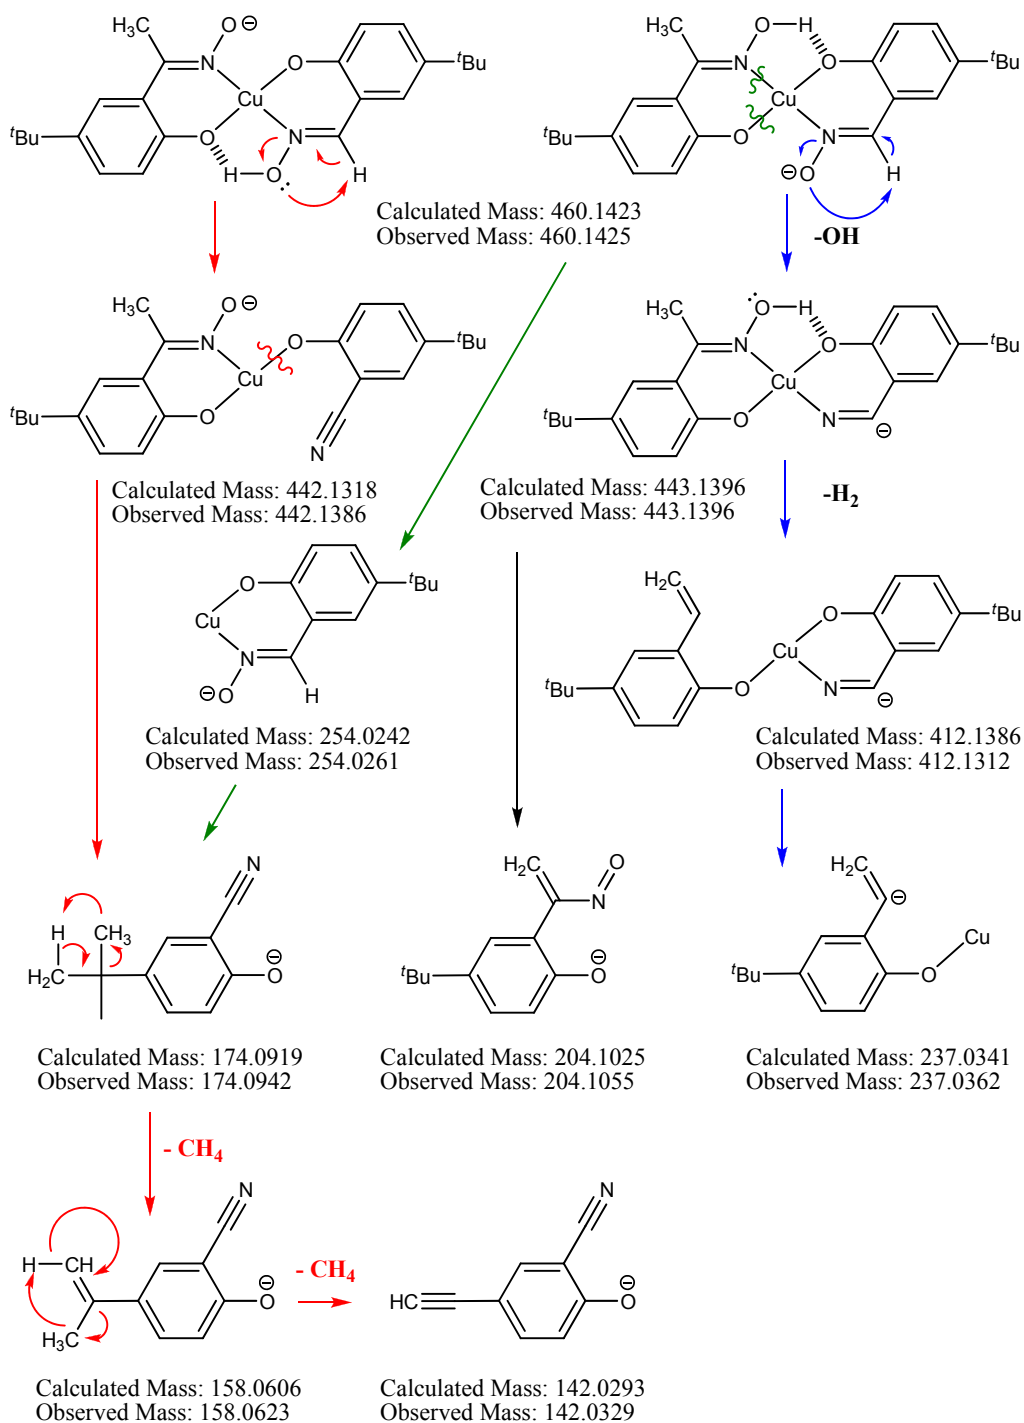 H3C O ⊖ O tBu
N Cu
tBu O N H
H O
H3C O H O tBu
N Cu
tBu O N
⊖ O H
Calculated Mass: 460.1423
Observed Mass: 460.1425
-OH
H3C O ⊖ O tBu
N Cu
tBu O N
Calculated Mass: 442.1318
Observed Mass: 442.1386
H3C O H O tBu
N Cu
tBu O N ⊖
Calculated Mass: 443.1396
Observed Mass: 443.1396
-H2
O tBu
Cu
N
⊖ O H
Calculated Mass: 254.0242
Observed Mass: 254.0261
H2C O tBu
Cu
tBu O N ⊖
Calculated Mass: 412.1386
Observed Mass: 412.1312
N
H CH3
H2C O ⊖
Calculated Mass: 174.0919
Observed Mass: 174.0942
H2C O
N
tBu O ⊖
Calculated Mass: 204.1025
Observed Mass: 204.1055
H2C ⊖
Cu
tBu O
Calculated Mass: 237.0341
Observed Mass: 237.0362
- CH4
N
H CH
H3C O ⊖
Calculated Mass: 158.0606
Observed Mass: 158.0623
- CH4
N
HC O ⊖
Calculated Mass: 142.0293
Observed Mass: 142.0329